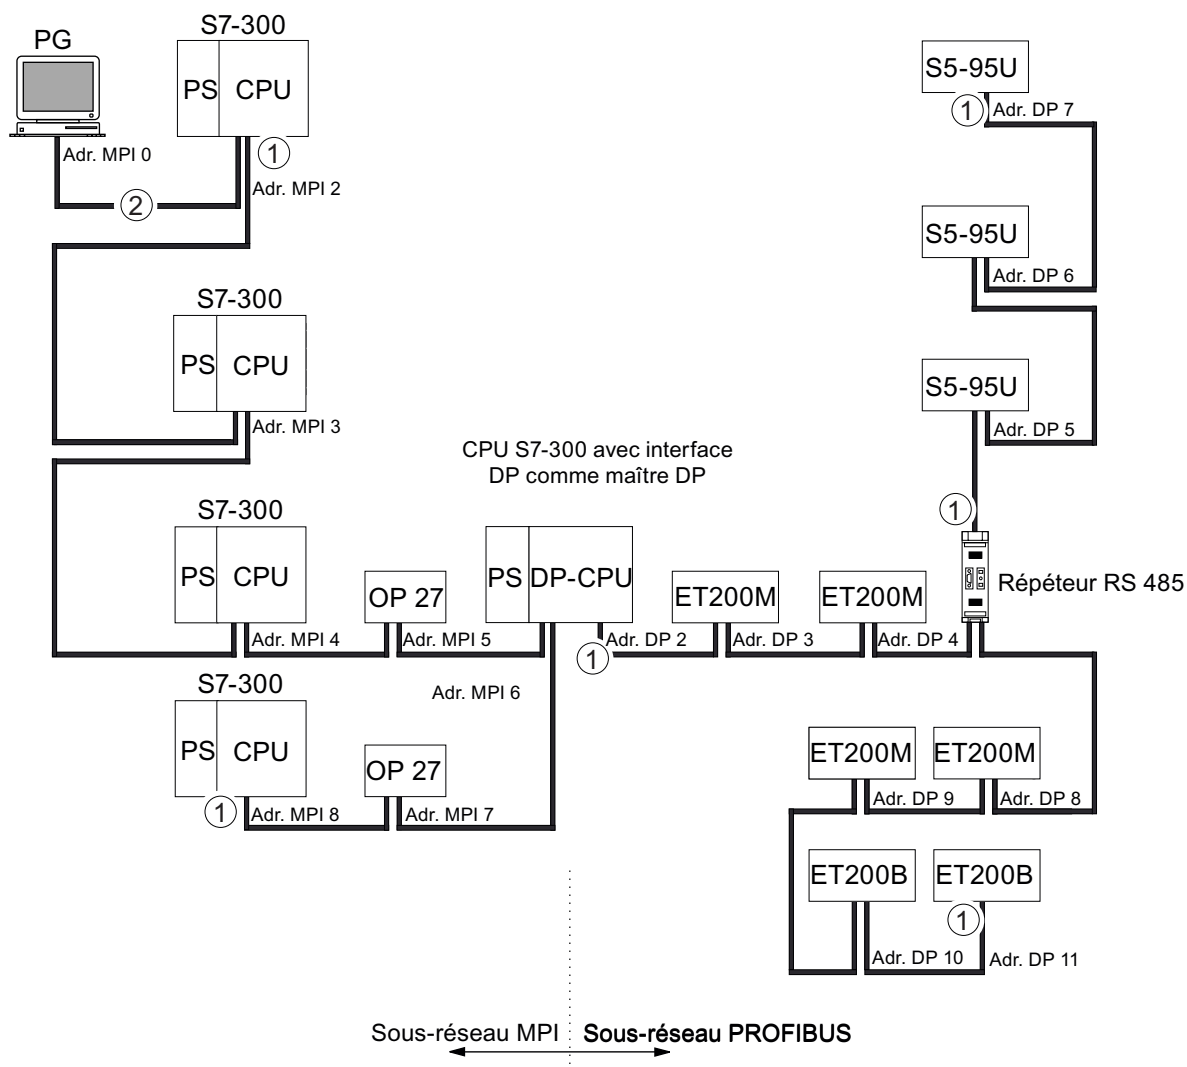 S7-300
PG
PS CPU
S5-95U
1
Adr. DP 7
Adr. MPI 0
1
Adr. MPI 2
2
S5-95U
Adr. DP 6
S7-300
PS CPU
S5-95U
Adr. MPI 3
Adr. DP 5
CPU S7-300 avec interface
DP comme maître DP
S7-300
1
PS CPU
OP 27
PS DP-CPU
ET200M
ET200M
Répéteur RS 485
Adr. MPI 4
Adr. MPI 5
1
Adr. DP 2
Adr. DP 3
Adr. DP 4
S7-300
Adr. MPI 6
PS CPU
OP 27
ET200M
ET200M
1
Adr. MPI 8
Adr. MPI 7
Adr. DP 9
Adr. DP 8
ET200B
ET200B
1
Adr. DP 10
Adr. DP 11
Sous-réseau MPI
Sous-réseau PROFIBUS